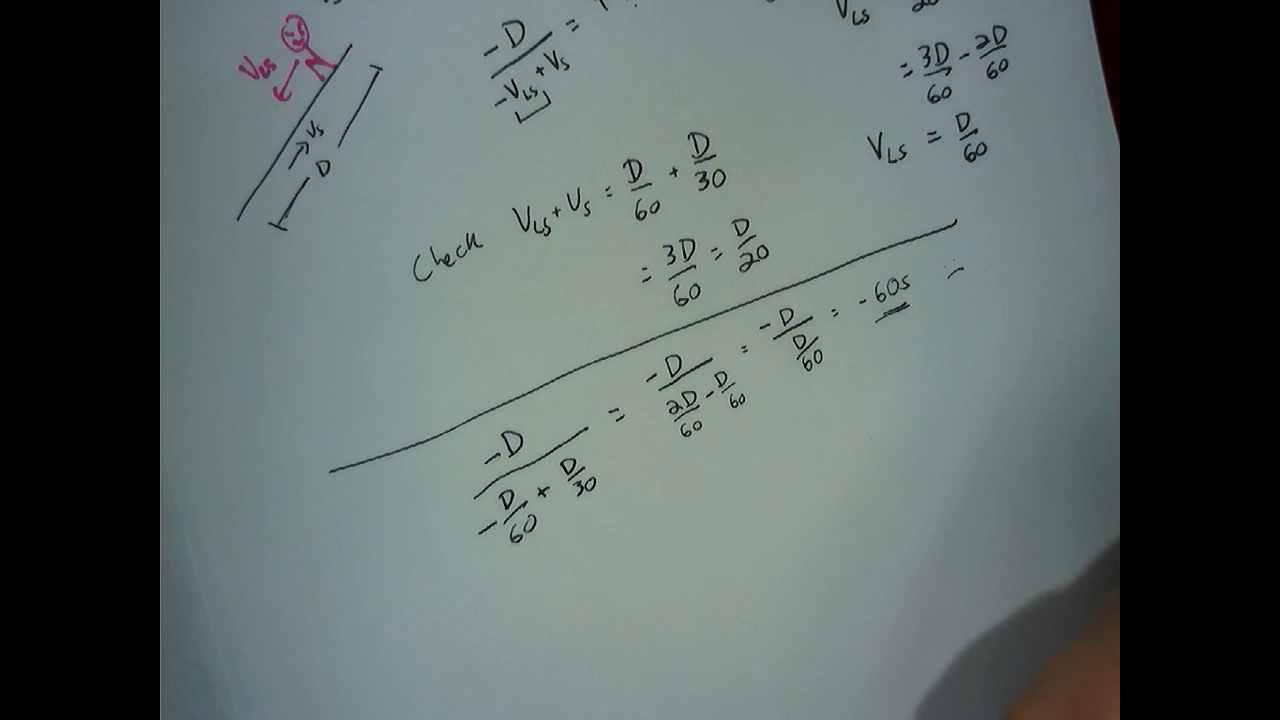 V_LS
= 3D/60 - 2D/60
V_LS = D/60
V_LS
V_S
D
-D/(-V_LS + V_S) =
Check V_LS + V_S = D/60 + D/30
= 3D/60 = D/20
-D/(-D/60 + D/30) = -D/(2D/60 - D/60) = -D/(D/60) = -60s